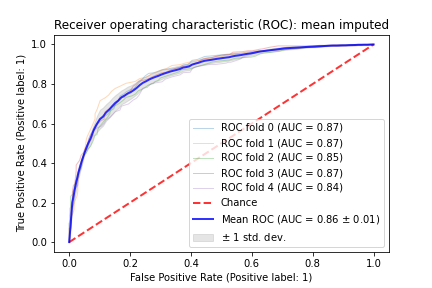 Receiver operating characteristic (ROC): mean imputed
True Positive Rate (Positive label: 1)
1.0
0.8
0.6
0.4
0.2
0.0
ROC fold 0 (AUC = 0.87)
ROC fold 1 (AUC = 0.87)
ROC fold 2 (AUC = 0.85)
ROC fold 3 (AUC = 0.87)
ROC fold 4 (AUC = 0.84)
Chance
Mean ROC (AUC = 0.86 ± 0.01)
± 1 std. dev.
0.0 0.2 0.4 0.6 0.8 1.0
False Positive Rate (Positive label: 1)